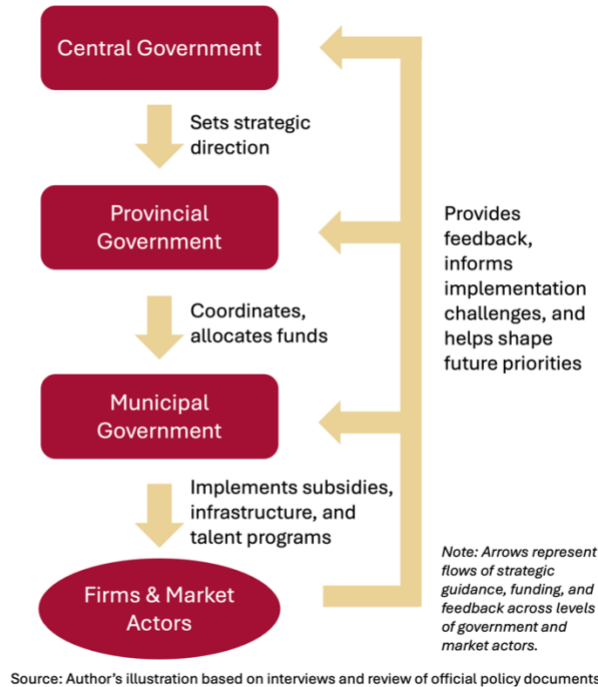 Central Government
Sets strategic
direction
Provincial
Government
Provides
feedback,
informs
implementation
challenges, and
helps shape
future priorities
Coordinates,
allocates funds
Municipal
Government
Implements subsidies,
infrastructure, and
talent programs
Firms & Market
Actors
Note: Arrows represent
flows of strategic
guidance, funding, and
feedback across levels
of government and
market actors.
Source: Author’s illustration based on interviews and review of official policy documents